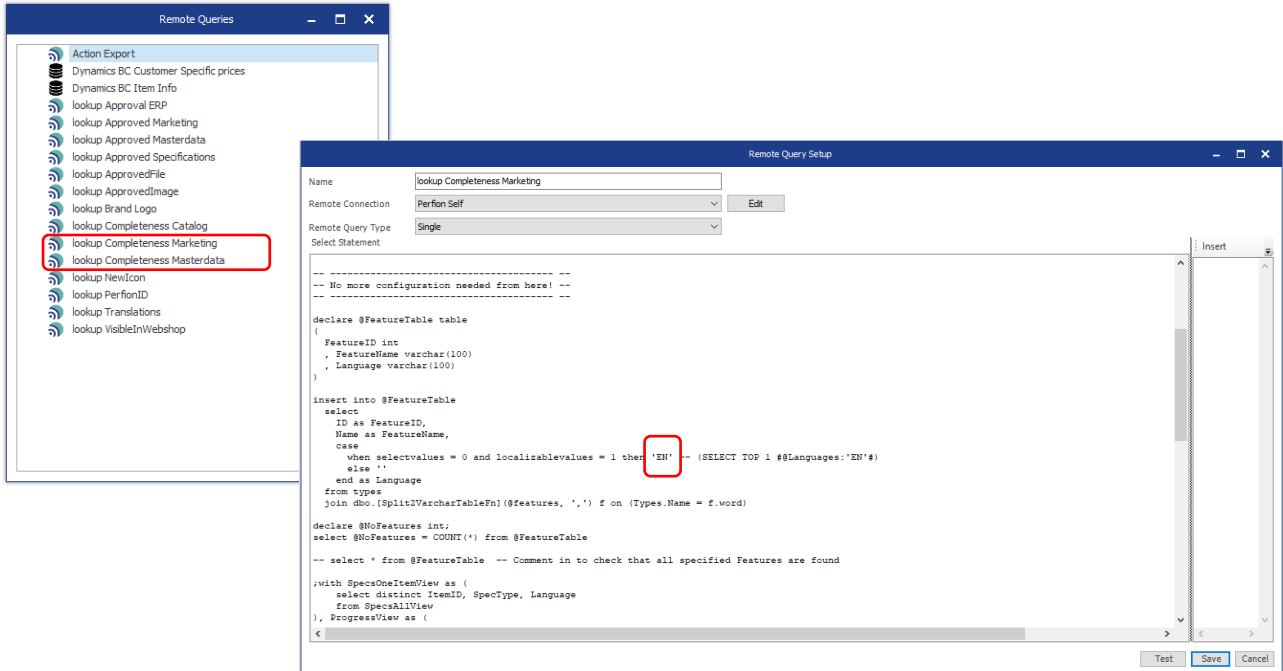 Remote Queries
Action Export
Dynamics BC Customer Specific prices
Dynamics BC Item Info
lookup Approval ERP
lookup Approved Marketing
lookup Approved Masterdata
lookup Approved Specifications
lookup ApprovedFile
lookup ApprovedImage
lookup Brand Logo
lookup Completeness Catalog
lookup Completeness Marketing
lookup Completeness Masterdata
lookup NewIcon
lookup PerfionID
lookup Translations
lookup VisibleInWebshop
Remote Query Setup
Name lookup Completeness Marketing
Remote Connection Perfion Self Edit
Remote Query Type Single
Select Statement
Insert
-- --------------------------------------- --
-- No more configuration needed from here! --
-- --------------------------------------- --
declare @FeatureTable table
(
FeatureID int
, FeatureName varchar(100)
, Language varchar(100)
)
insert into @FeatureTable
select
ID as FeatureID,
Name as FeatureName,
case
when selectvalues = 0 and localizablevalues = 1 then 'EN' -- (SELECT TOP 1 #@Languages:'EN'#)
else ''
end as Language
from types
join dbo.[Split2VarcharTableFn](@features, ',') f on (Types.Name = f.word)
declare @NoFeatures int;
select @NoFeatures = COUNT(*) from @FeatureTable
-- select * from @FeatureTable -- Comment in to check that all specified Features are found
;with SpecsOneItemView as (
select distinct ItemID, SpecType, Language
from SpecsAllView
), ProgressView as (
Test Save Cancel